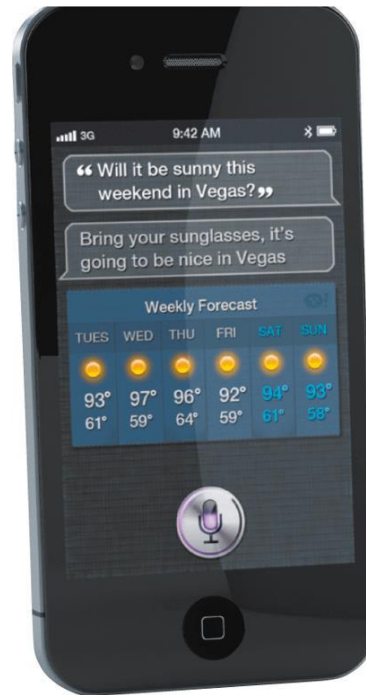 3G 9:42 AM
“ Will it be sunny this
weekend in Vegas? ”
Bring your sunglasses, it's
going to be nice in Vegas
Weekly Forecast
TUES WED THU FRI SAT SUN
93° 97° 96° 92° 94° 93°
61° 59° 64° 59° 61° 58°